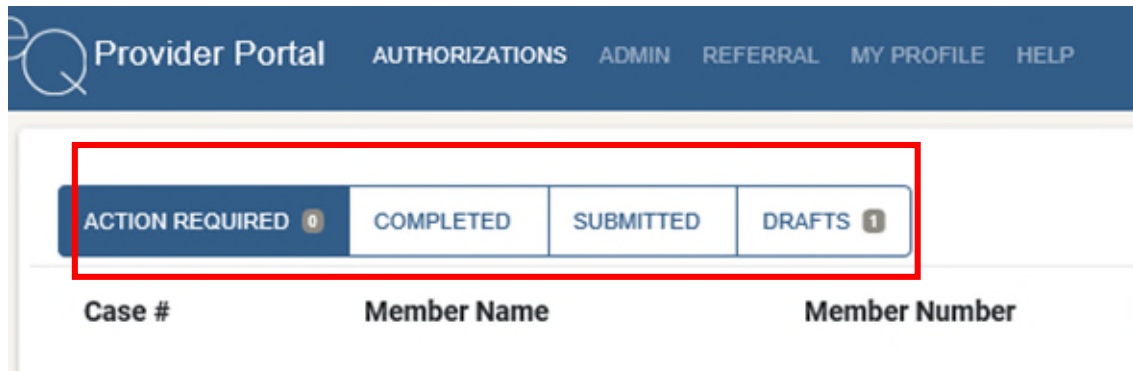 eQ Provider Portal AUTHORIZATIONS ADMIN REFERRAL MY PROFILE HELP
ACTION REQUIRED 0 COMPLETED SUBMITTED DRAFTS 1
Case # Member Name Member Number